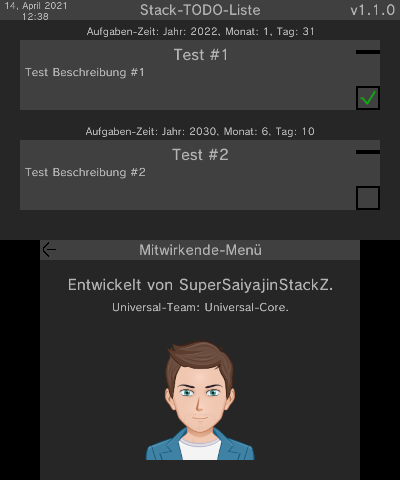 14, April 2021
12:38
Stack-TODO-Liste
v1.1.0
Aufgaben-Zeit: Jahr: 2022, Monat: 1, Tag: 31
Test #1
Test Beschreibung #1
Aufgaben-Zeit: Jahr: 2030, Monat: 6, Tag: 10
Test #2
Test Beschreibung #2
Mitwirkende-Menü
Entwickelt von SuperSaiyajinStackZ.
Universal-Team: Universal-Core.